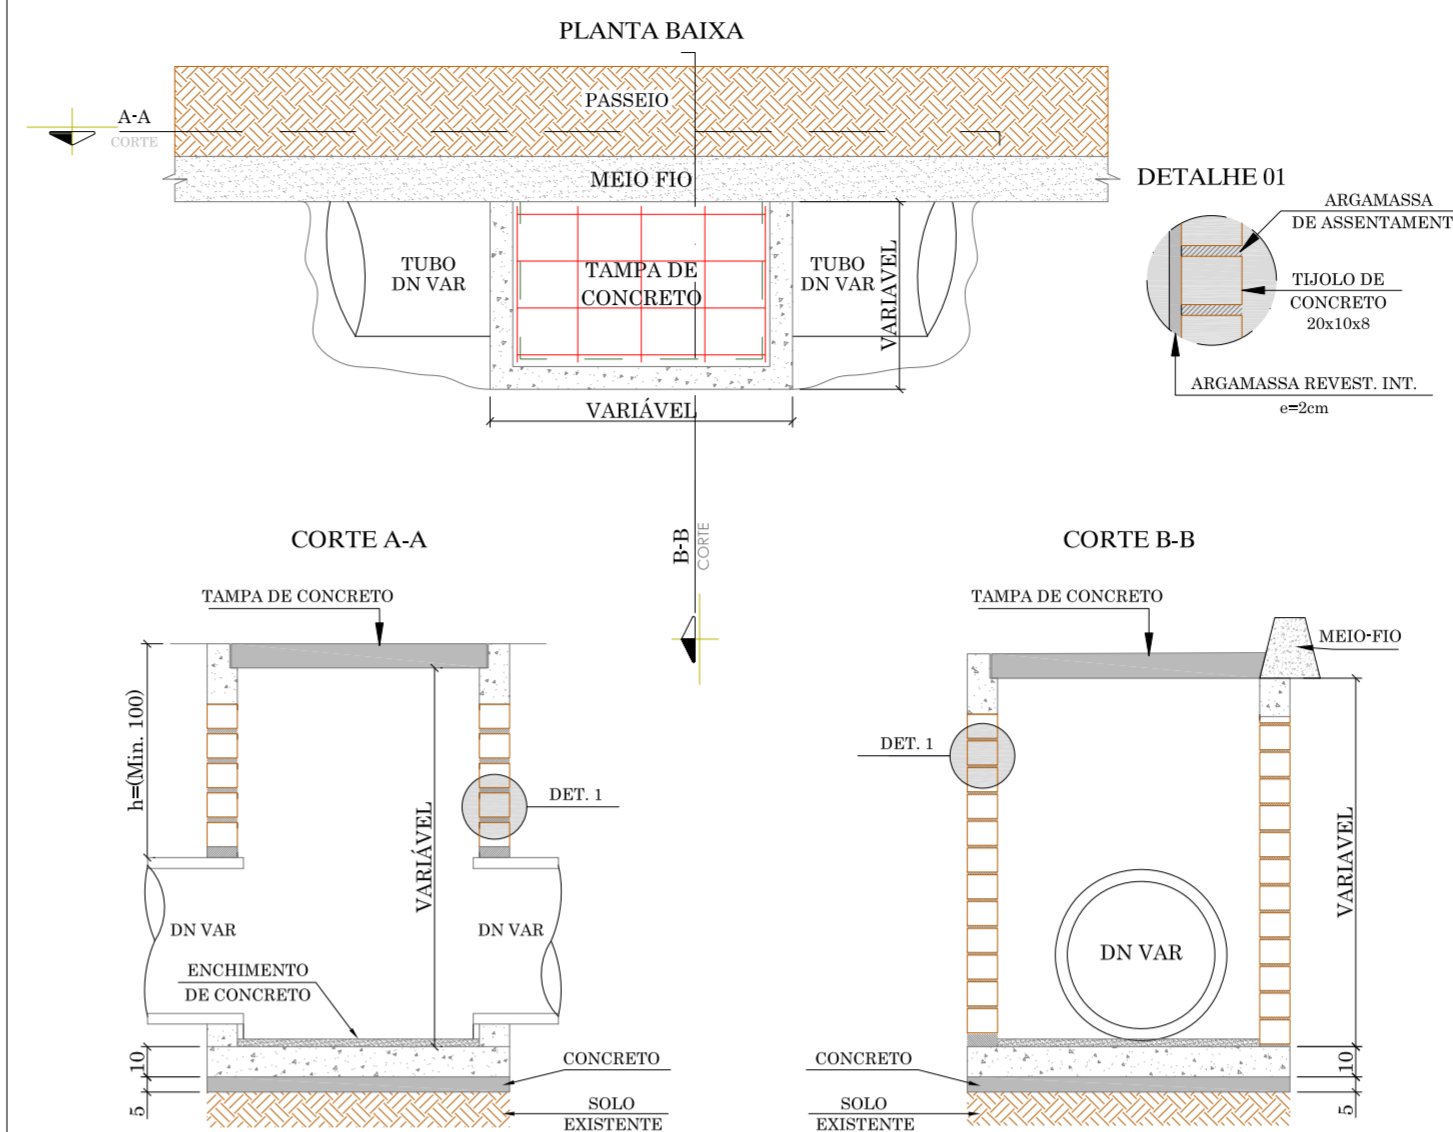 PLANTA BAIXA
PASSEIO
A-A
CORTE
MEIO FIO
DETALHE 01
TUBO
DN VAR
TAMPA DE
CONCRETO
TUBO
DN VAR
VARIAVEL
VARIÁVEL
ARGAMASSA
DE ASSENTAMENT
TIJOLO DE
CONCRETO
20x10x8
ARGAMASSA REVEST. INT.
e=2cm
B-B
CORTE
CORTE A-A
TAMPA DE CONCRETO
h=(Min. 100)
VARIÁVEL
DET. 1
DN VAR
DN VAR
ENCHIMENTO
DE CONCRETO
10
5
CONCRETO
SOLO
EXISTENTE
CORTE B-B
TAMPA DE CONCRETO
MEIO-FIO
DET. 1
VARIAVEL
DN VAR
CONCRETO
SOLO
EXISTENTE
10
5